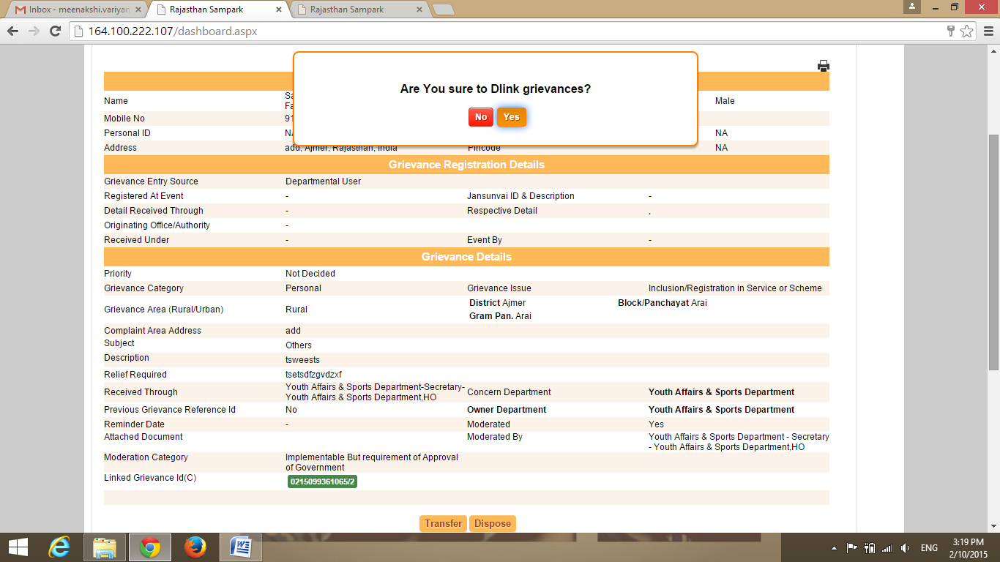 Inbox - meenakshi.variyan
Rajasthan Sampark
Rajasthan Sampark
164.100.222.107/dashboard.aspx
Are You sure to Dlink grievances?
No Yes
Name Male
Mobile No 91
Personal ID NA
Address add, Ajmer, Rajasthan, India Pincode NA
Grievance Registration Details
Grievance Entry Source Departmental User
Registered At Event - Jansunvai ID & Description -
Detail Received Through - Respective Detail ,
Originating Office/Authority -
Received Under - Event By -
Grievance Details
Priority Not Decided
Grievance Category Personal Grievance Issue Inclusion/Registration in Service or Scheme
Grievance Area (Rural/Urban) Rural District Ajmer Block/Panchayat Arai
Gram Pan. Arai
Complaint Area Address add
Subject Others
Description tsweests
Relief Required tsetsdfzgvdzxf
Received Through Youth Affairs & Sports Department-Secretary-
Youth Affairs & Sports Department,HO Concern Department Youth Affairs & Sports Department
Previous Grievance Reference Id No Owner Department Youth Affairs & Sports Department
Reminder Date - Moderated Yes
Attached Document Moderated By Youth Affairs & Sports Department - Secretary
- Youth Affairs & Sports Department,HO
Moderation Category Implementable But requirement of Approval
of Government
Linked Grievance Id(C) 0215099361065/2
Transfer Dispose
ENG 3:19 PM
2/10/2015